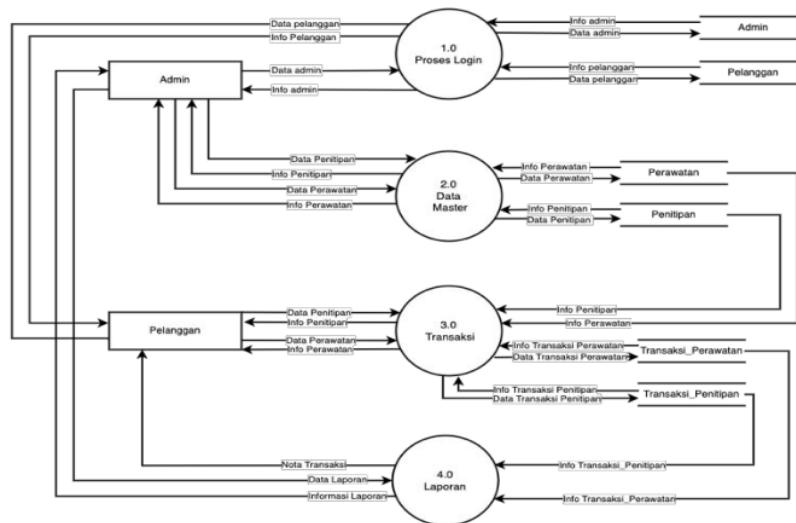 Data pelanggan
Info Pelanggan
Info admin
Data admin
Admin
1.0
Proses Login
Info pelanggan
Data pelanggan
Pelanggan
Admin
Data admin
Info admin
Data Penitipan
Info Penitipan
Data Perawatan
Info Perawatan
2.0
Data
Master
Info Perawatan
Data Perawatan
Perawatan
Info Penitipan
Data Penitipan
Penitipan
Pelanggan
Data Penitipan
Info Penitipan
Data Perawatan
Info Perawatan
3.0
Transaksi
Info Penitipan
Info Perawatan
Info Transaksi Perawatan
Data Transaksi Perawatan
Transaksi_Perawatan
Info Transaksi Penitipan
Data Transaksi Penitipan
Transaksi_Penitipan
Nota Transaksi
Data Laporan
Informasi Laporan
4.0
Laporan
Info Transaksi_Penitipan
Info Transaksi_Perawatan